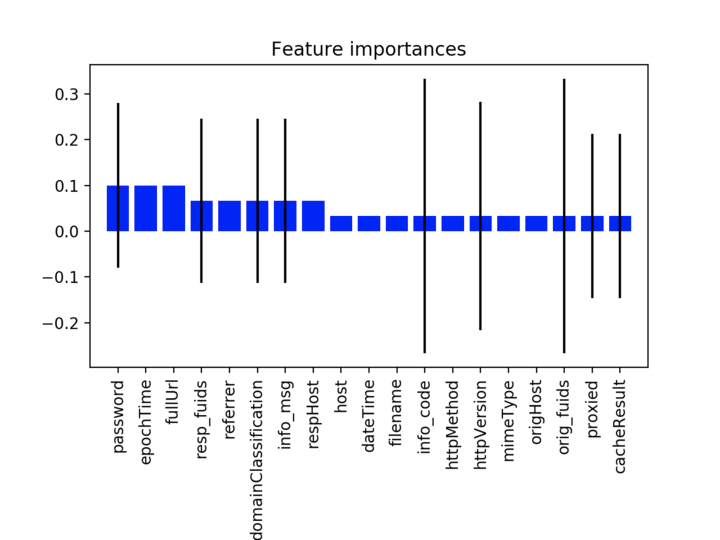 Feature importances
0.3
0.2
0.1
0.0
−0.1
−0.2
password
epochTime
fullUrl
resp_fuids
referrer
domainClassification
info_msg
respHost
host
dateTime
filename
info_code
httpMethod
httpVersion
mimeType
origHost
orig_fuids
proxied
cacheResult